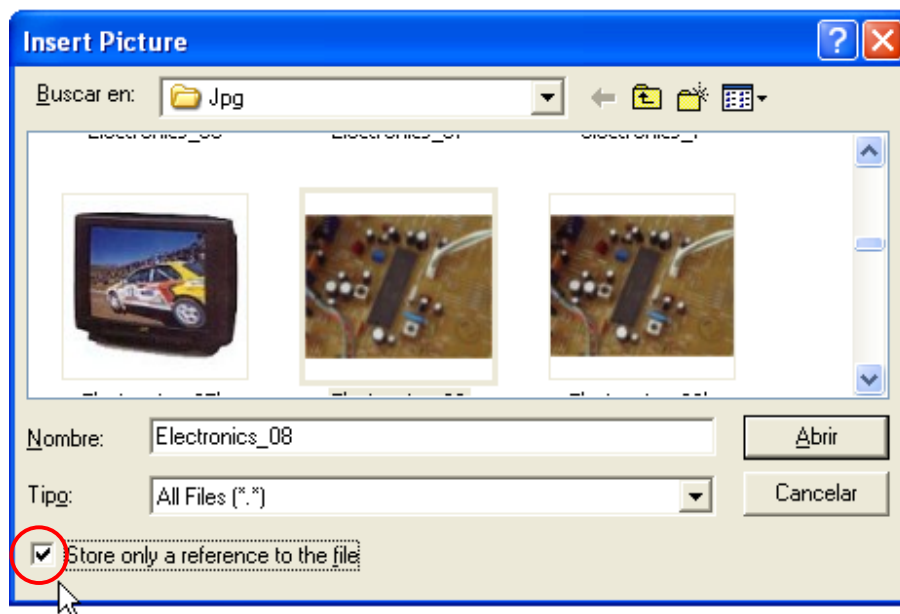 Insert Picture
Buscar en: Jpg
Nombre: Electronics_08 Abrir
Tipo: All Files (*.*) Cancelar
Store only a reference to the file